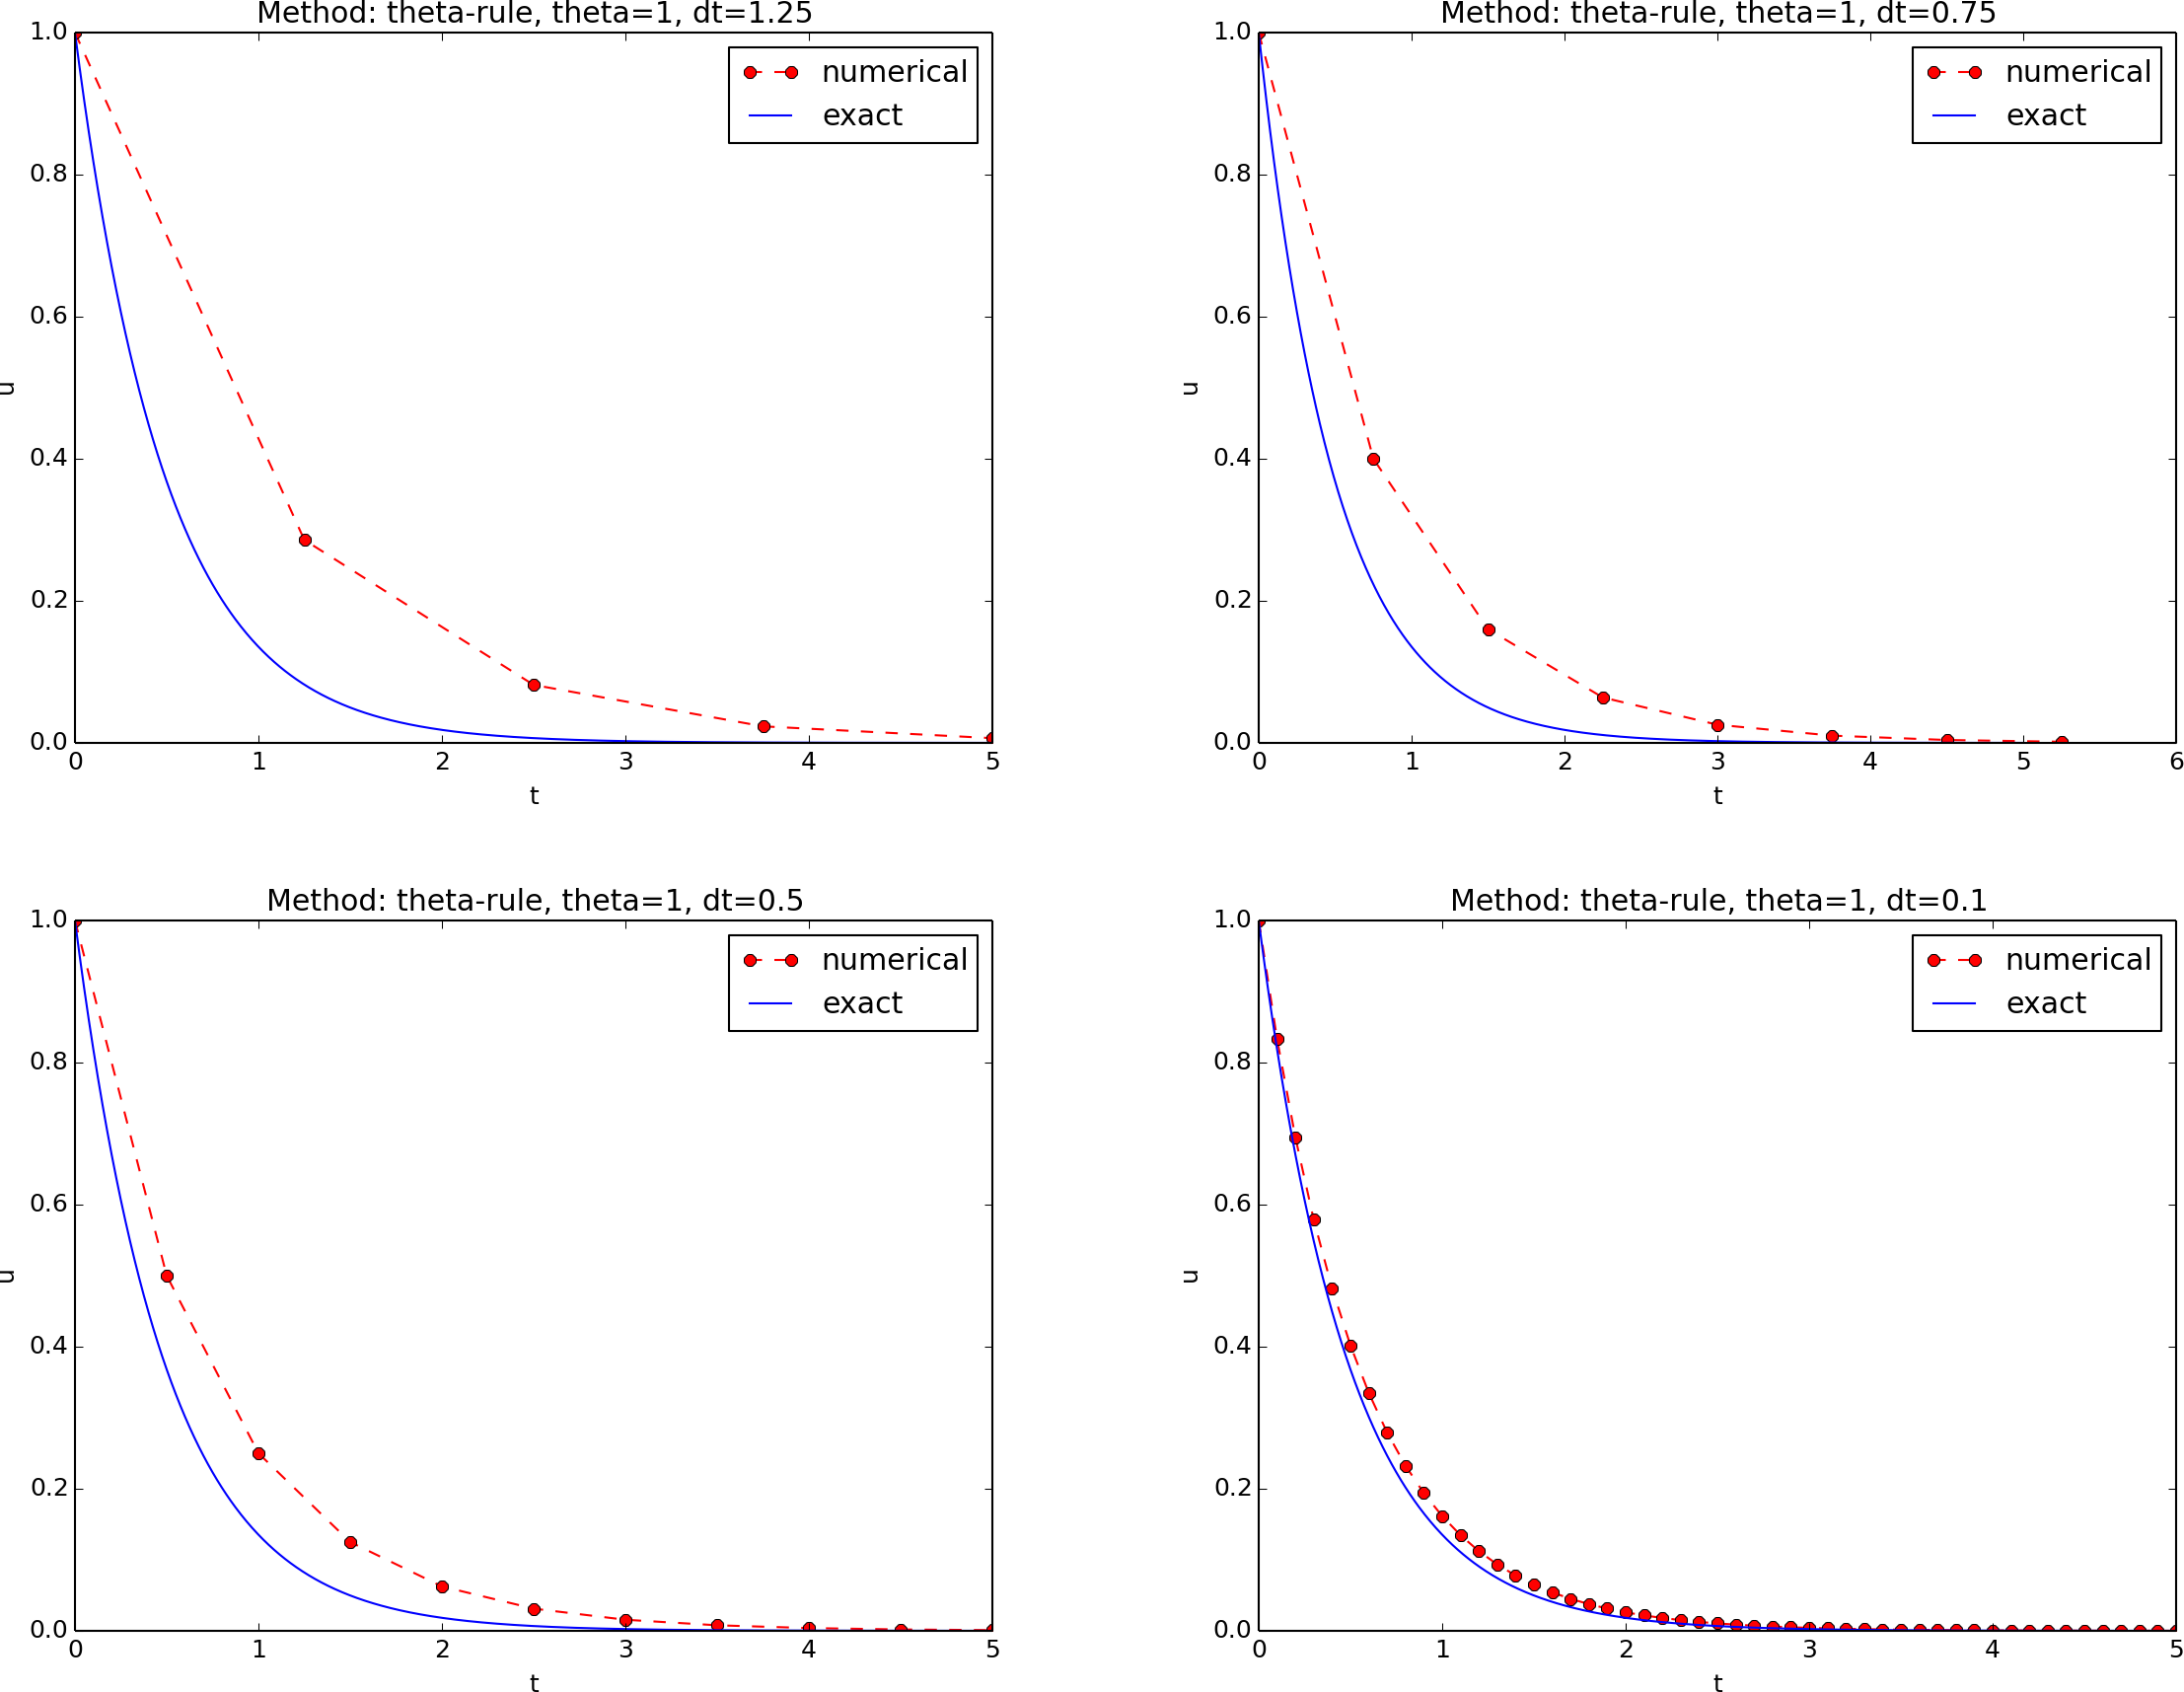 Method: theta-rule, theta=1, dt=1.25
1.0
0.8
0.6
0.4
0.2
0.0
u
numerical
exact
0 1 2 3 4 5
t
Method: theta-rule, theta=1, dt=0.75
1.0
0.8
0.6
0.4
0.2
0.0
u
numerical
exact
0 1 2 3 4 5 6
t
Method: theta-rule, theta=1, dt=0.5
1.0
0.8
0.6
0.4
0.2
0.0
u
numerical
exact
0 1 2 3 4 5
t
Method: theta-rule, theta=1, dt=0.1
1.0
0.8
0.6
0.4
0.2
0.0
u
numerical
exact
0 1 2 3 4 5
t